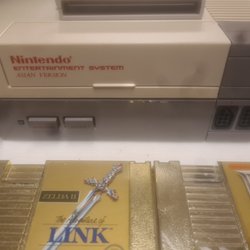 Nintendo
ENTERTAINMENT SYSTEM
ASIAN VERSION
ZELDA II
The Adventure of
LINK